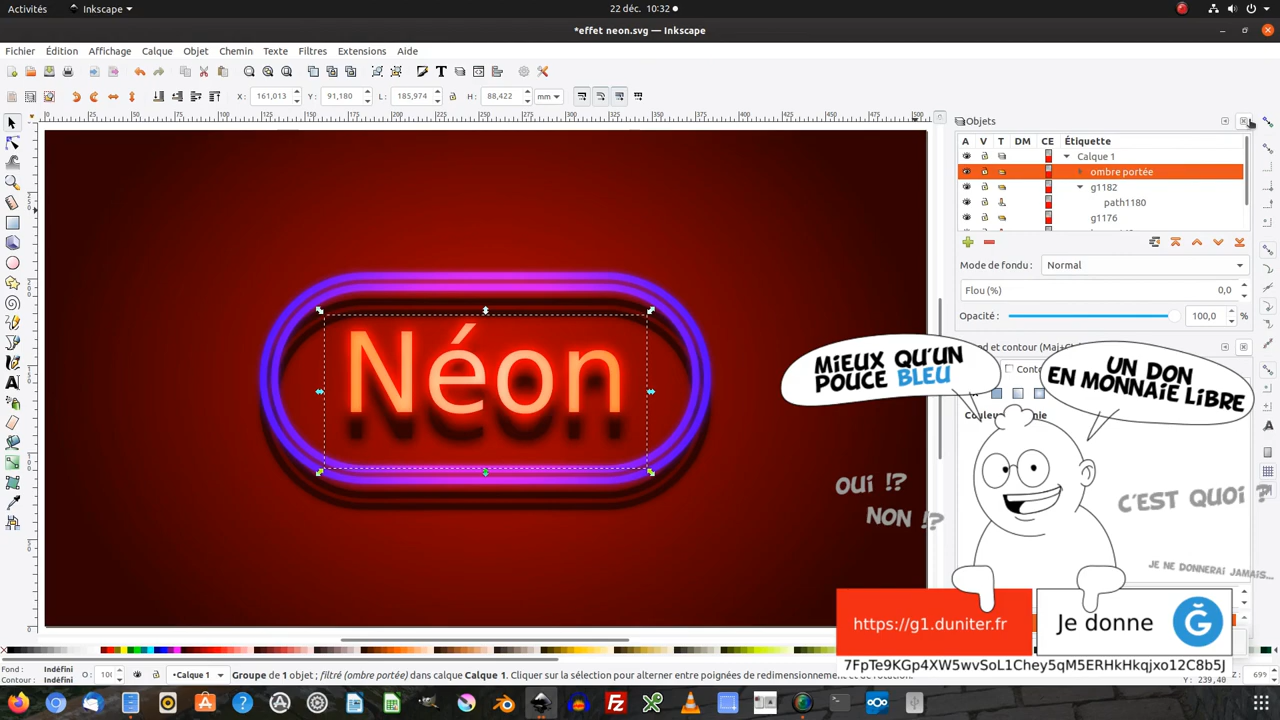 Activités
Inkscape
22 déc. 10:32
*effet neon.svg — Inkscape
Fichier Édition Affichage Calque Objet Chemin Texte Filtres Extensions Aide
X: 161,013 Y: 91,180 L: 185,974 H: 88,422 mm
Objets
A V T DM CE Étiquette
Calque 1
ombre portée
g1182
path1180
g1176
Mode de fondu : Normal
Flou (%) 0,0
Opacité : 100,0 %
Néon
MIEUX QU'UN
POUCE BLEU
UN DON
EN MONNAIE LIBRE
OUI !?
NON !?
C'EST QUOI ?
JE NE DONNERAI JAMAIS...
https://g1.duniter.fr
Je donne
Ğ
7FpTe9KGp4XW5wvSoL1Chey5qM5ERHkHkqjxo12C8b5J
Fond : Indéfini
Contour : Indéfini
O:
•Calque 1
Groupe de 1 objet ; filtré (ombre portée) dans calque Calque 1. Cliquer sur la sélection pour alterner entre poignées de redimensionnement
Y: 239,40
Z: 69%